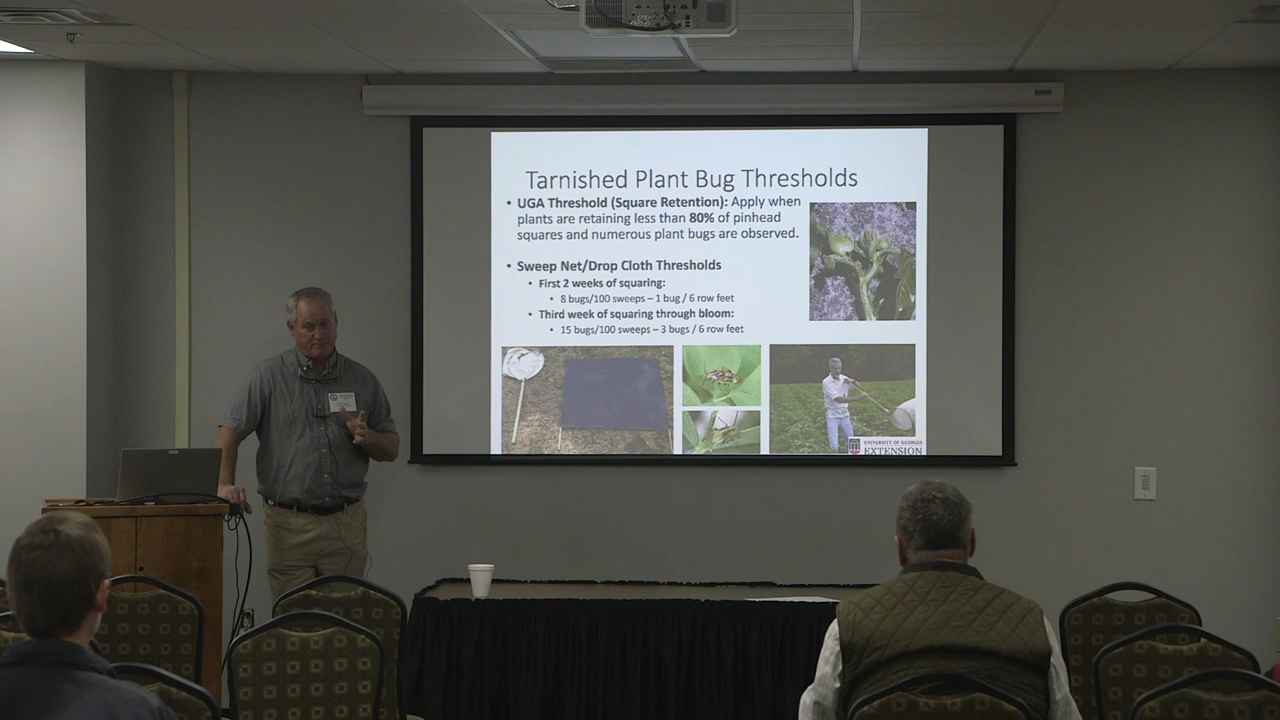 Tarnished Plant Bug Thresholds
• UGA Threshold (Square Retention): Apply when
plants are retaining less than 80% of pinhead
squares and numerous plant bugs are observed.
• Sweep Net/Drop Cloth Thresholds
• First 2 weeks of squaring:
• 8 bugs/100 sweeps – 1 bug / 6 row feet
• Third week of squaring through bloom:
• 15 bugs/100 sweeps – 3 bugs / 6 row feet
UNIVERSITY OF GEORGIA
EXTENSION